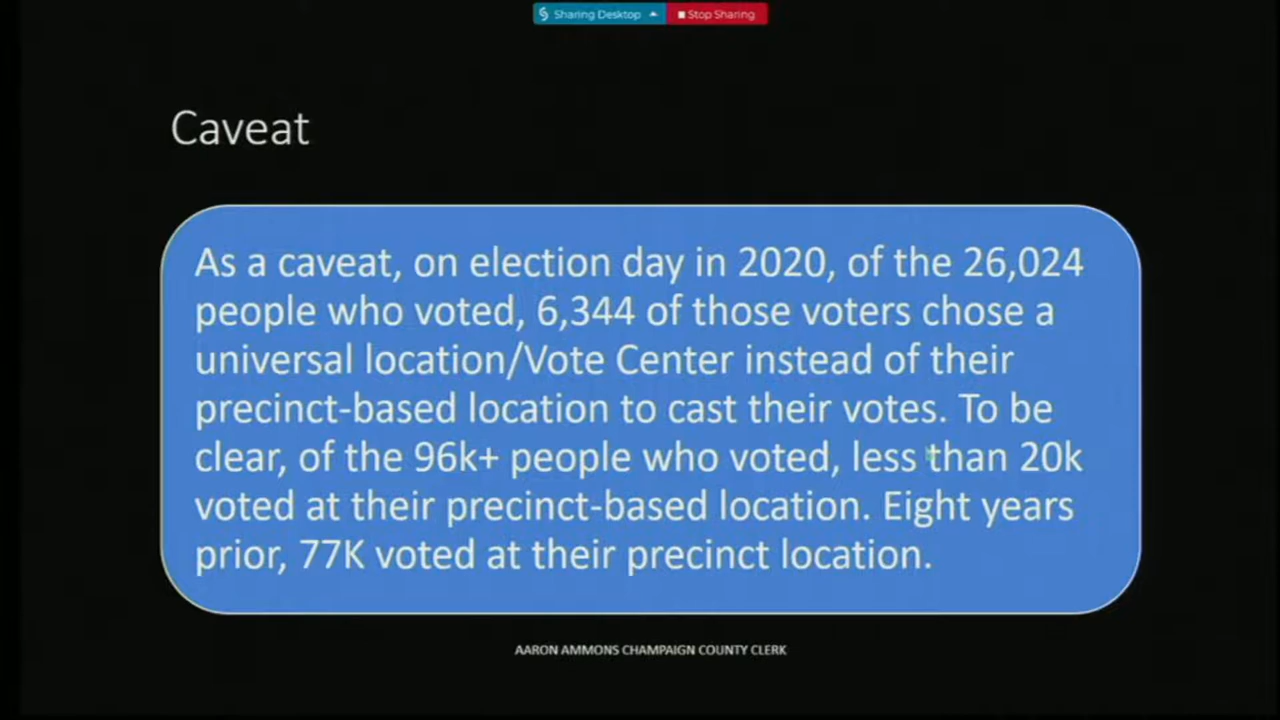 Sharing Desktop Stop Sharing
Caveat
As a caveat, on election day in 2020, of the 26,024
people who voted, 6,344 of those voters chose a
universal location/Vote Center instead of their
precinct-based location to cast their votes. To be
clear, of the 96k+ people who voted, less than 20k
voted at their precinct-based location. Eight years
prior, 77K voted at their precinct location.
AARON AMMONS CHAMPAIGN COUNTY CLERK